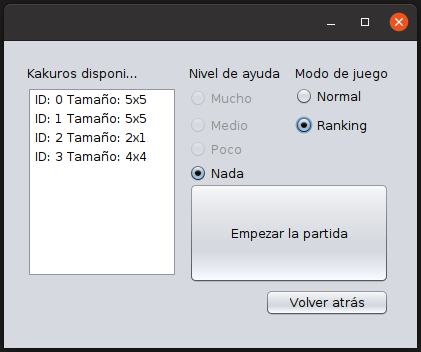 Kakuros disponi...
ID: 0 Tamaño: 5x5
ID: 1 Tamaño: 5x5
ID: 2 Tamaño: 2x1
ID: 3 Tamaño: 4x4
Nivel de ayuda
Mucho
Medio
Poco
Nada
Modo de juego
Normal
Ranking
Empezar la partida
Volver atrás